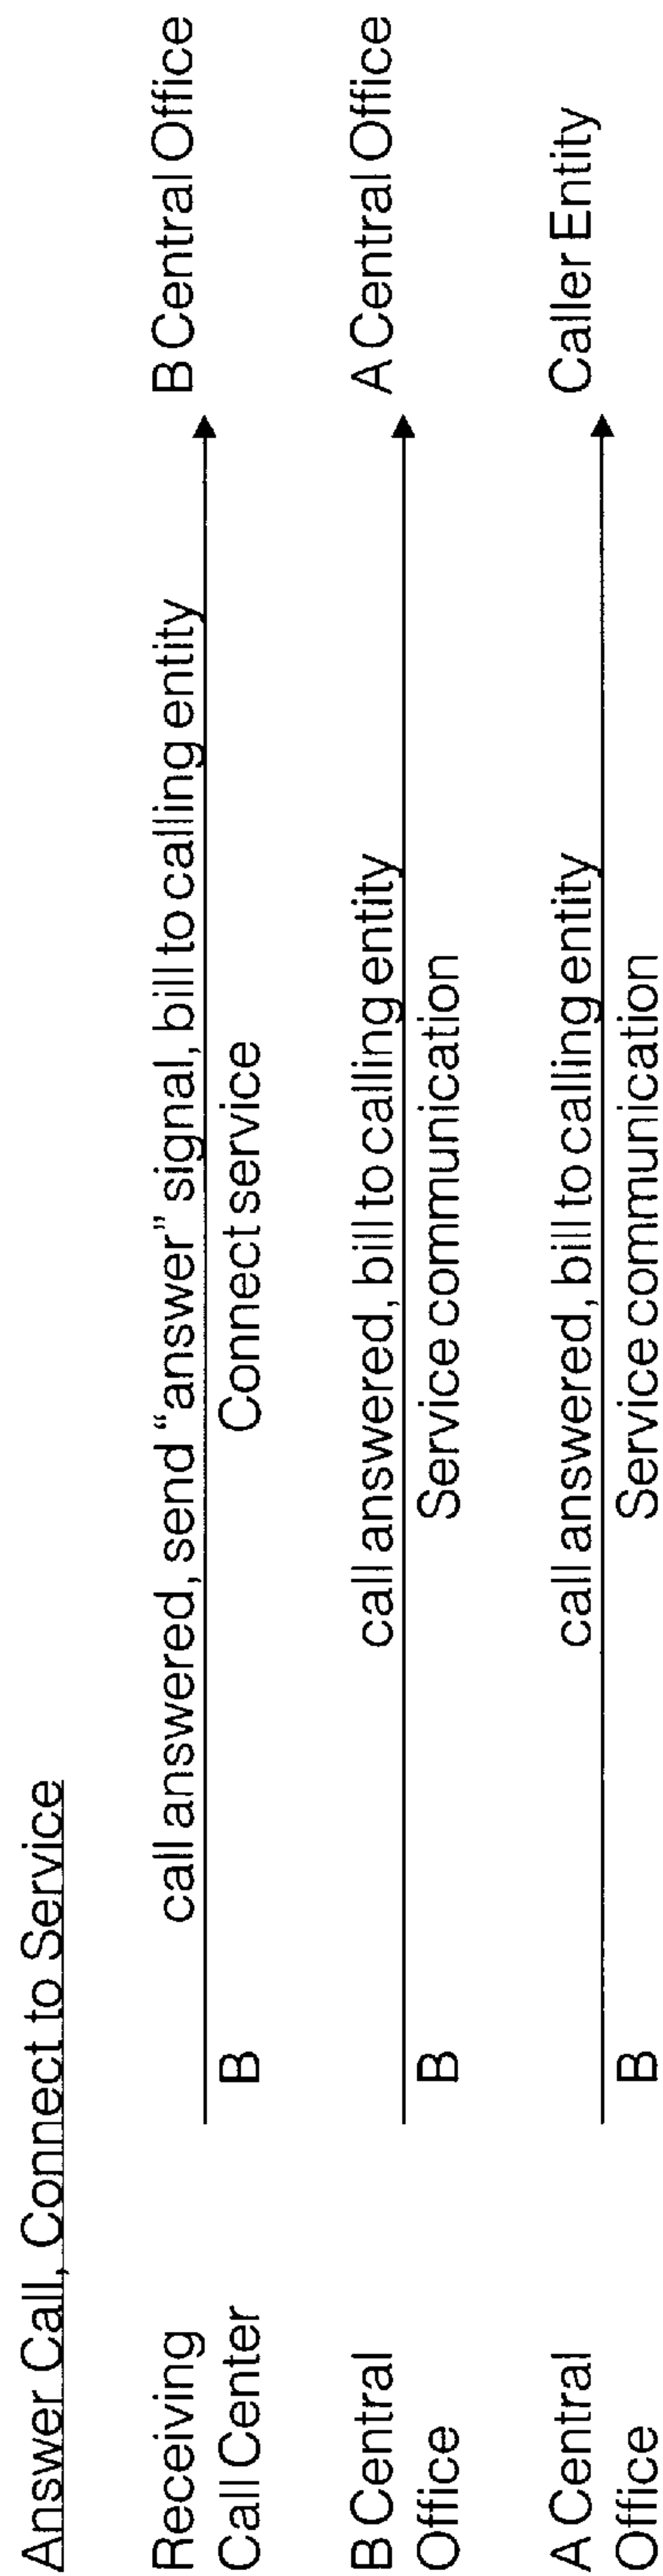 Answer Call, Connect to Service
Receiving
Call Center
call answered, send “answer” signal, bill to calling entity
B
Connect service
B Central Office
B Central
Office
call answered, bill to calling entity
B
Service communication
A Central Office
A Central
Office
call answered, bill to calling entity
B
Service communication
Caller Entity